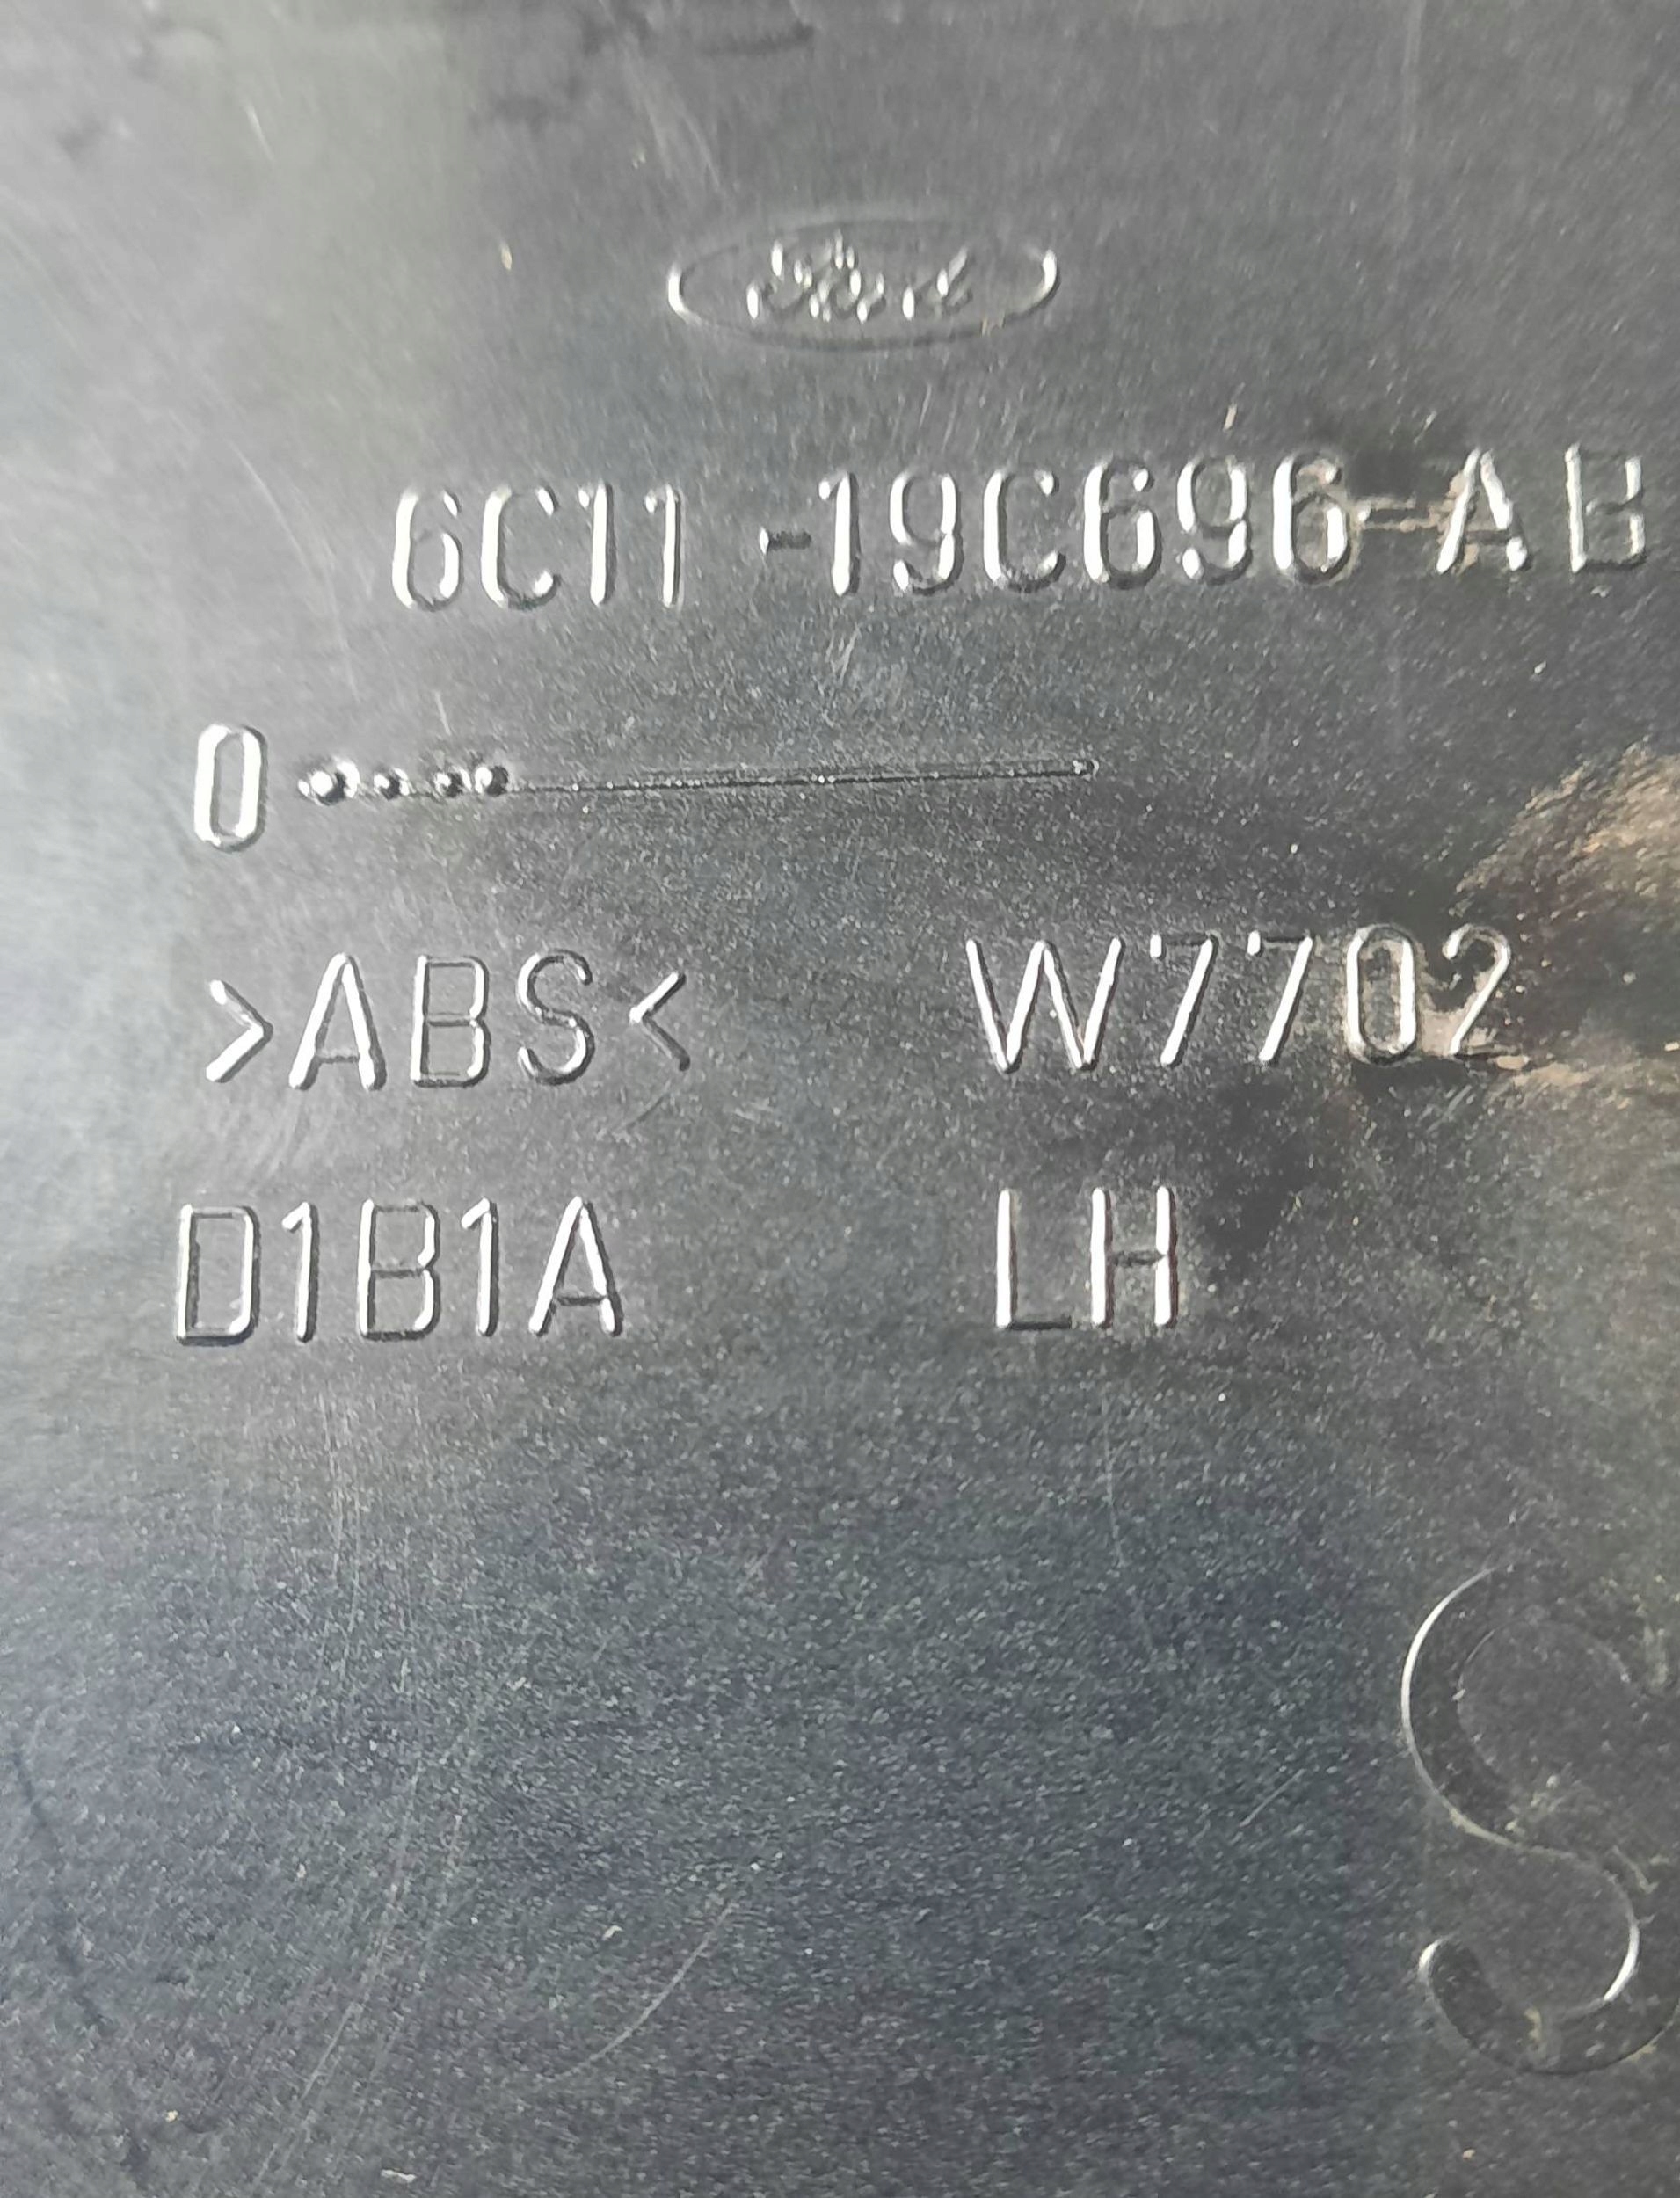 Ford
6C11-19C696-AB
0
>ABS< W7702
D1B1A LH
S